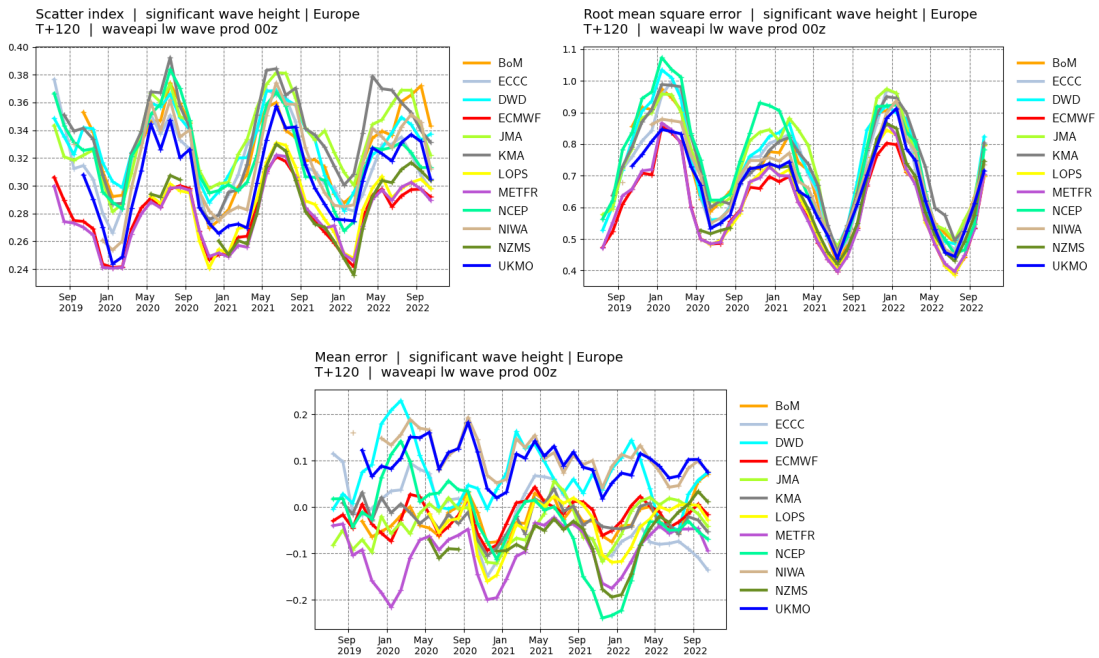 Scatter index | significant wave height | Europe
T+120 | waveapi lw wave prod 00z
0.40
0.38
0.36
0.34
0.32
0.30
0.28
0.26
0.24
Sep 2019
Jan 2020
May 2020
Sep 2020
Jan 2021
May 2021
Sep 2021
Jan 2022
May 2022
Sep 2022
BoM
ECCC
DWD
ECMWF
JMA
KMA
LOPS
METFR
NCEP
NIWA
NZMS
UKMO
Root mean square error | significant wave height | Europe
T+120 | waveapi lw wave prod 00z
1.1
1.0
0.9
0.8
0.7
0.6
0.5
0.4
Sep 2019
Jan 2020
May 2020
Sep 2020
Jan 2021
May 2021
Sep 2021
Jan 2022
May 2022
Sep 2022
BoM
ECCC
DWD
ECMWF
JMA
KMA
LOPS
METFR
NCEP
NIWA
NZMS
UKMO
Mean error | significant wave height | Europe
T+120 | waveapi lw wave prod 00z
0.2
0.1
0.0
−0.1
−0.2
Sep 2019
Jan 2020
May 2020
Sep 2020
Jan 2021
May 2021
Sep 2021
Jan 2022
May 2022
Sep 2022
BoM
ECCC
DWD
ECMWF
JMA
KMA
LOPS
METFR
NCEP
NIWA
NZMS
UKMO